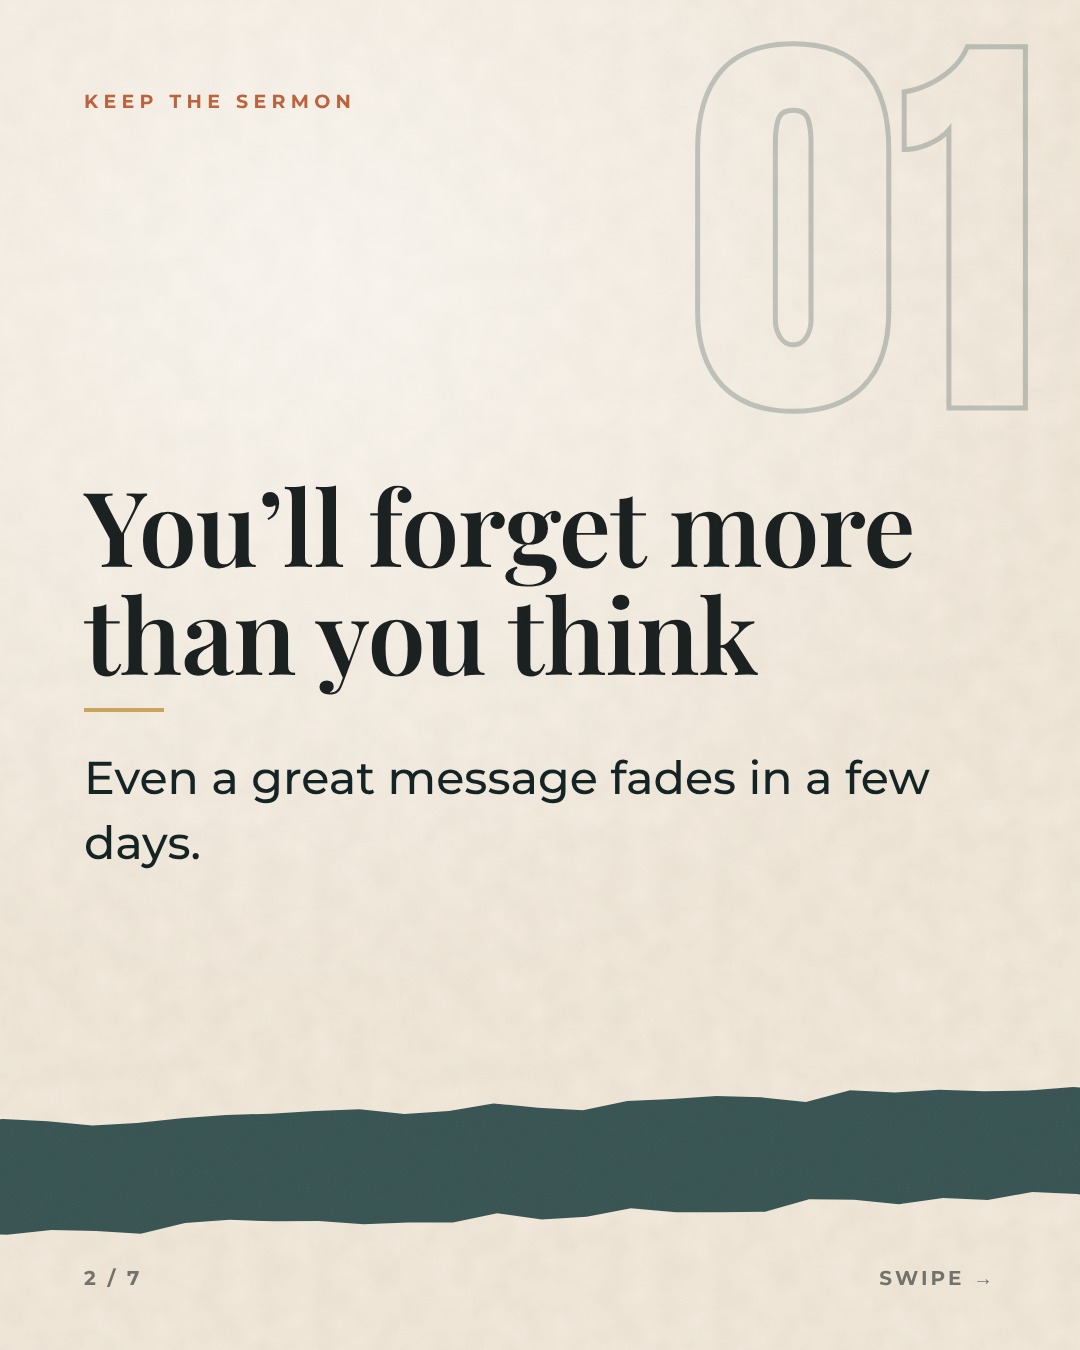 KEEP THE SERMON
01
You’ll forget more
than you think
Even a great message fades in a few
days.
2 / 7
SWIPE →